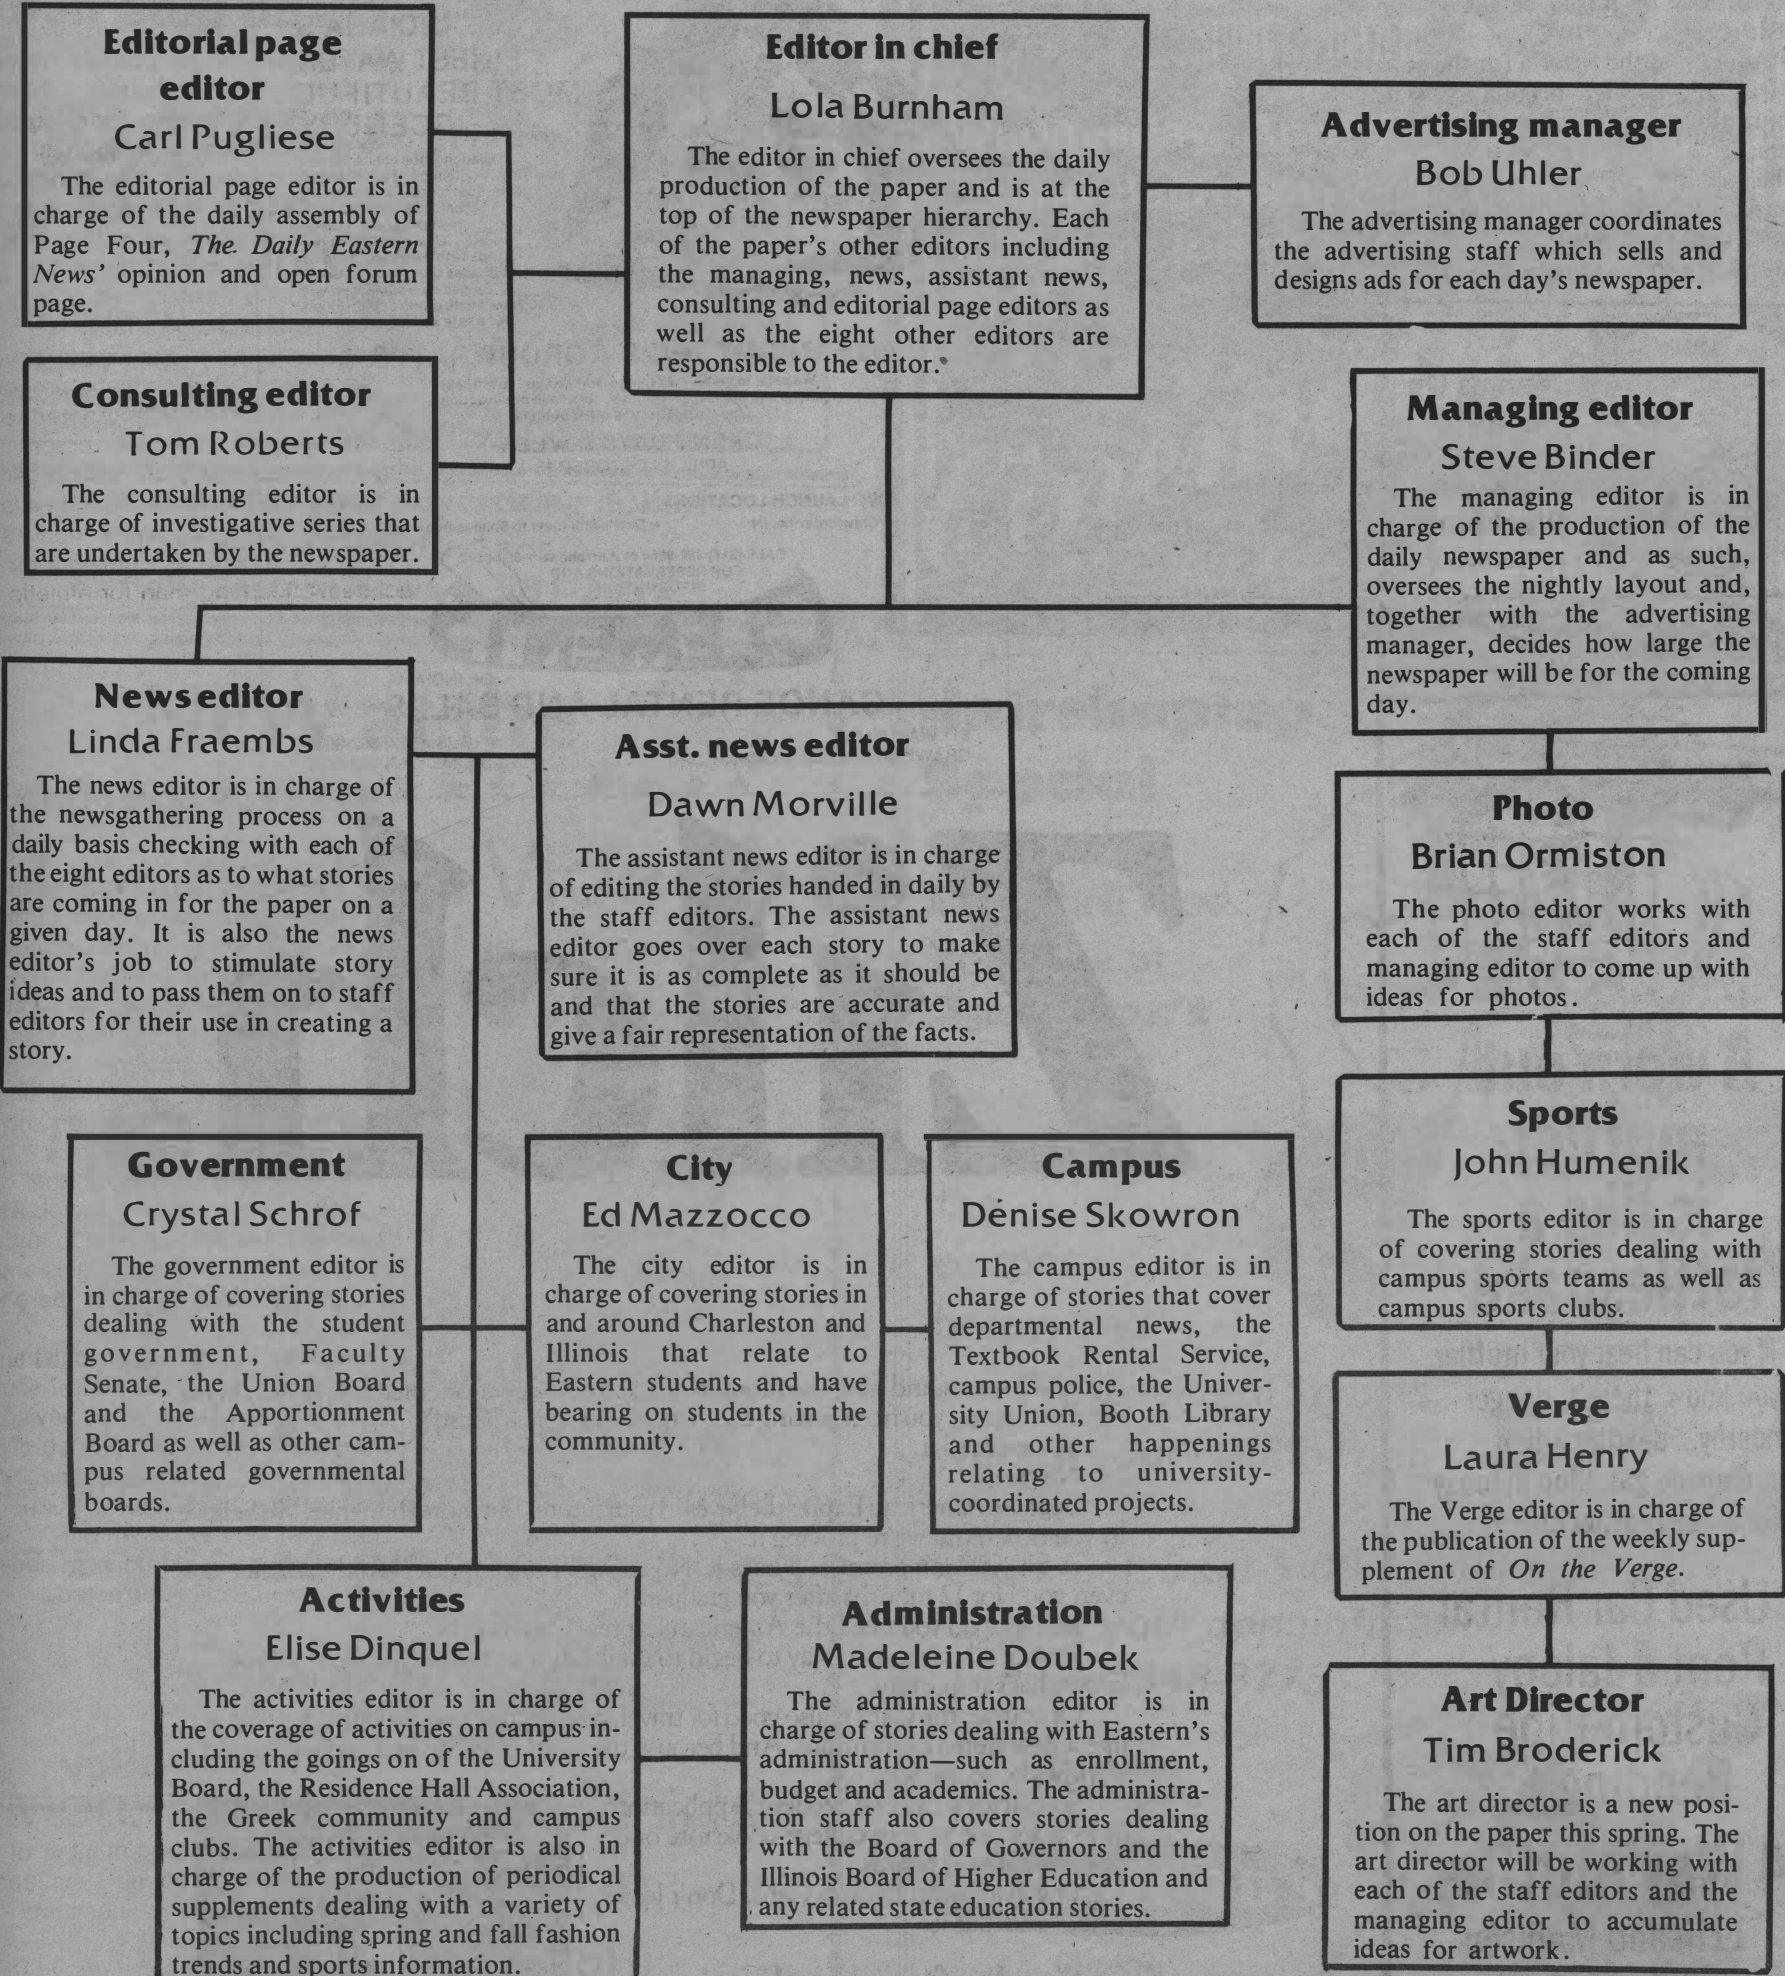 Editorial page
editor
Carl Pugliese
The editorial page editor is in
charge of the daily assembly of
Page Four, The. Daily Eastern
News' opinion and open forum
page.
Editor in chief
Lola Burnham
The editor in chief oversees the daily
production of the paper and is at the
top of the newspaper hierarchy. Each
of the paper's other editors including
the managing, news, assistant news,
consulting and editorial page editors as
well as the eight other editors are
responsible to the editor.
Advertising manager
Bob Uhler
The advertising manager coordinates
the advertising staff which sells and
designs ads for each day's newspaper.
Consulting editor
Tom Roberts
The consulting editor is in
charge of investigative series that
are undertaken by the newspaper.
Managing editor
Steve Binder
The managing editor is in
charge of the production of the
daily newspaper and as such,
oversees the nightly layout and,
together with the advertising
manager, decides how large the
newspaper will be for the coming
day.
News editor
Linda Fraembs
The news editor is in charge of
the newsgathering process on a
daily basis checking with each of
the eight editors as to what stories
are coming in for the paper on a
given day. It is also the news
editor's job to stimulate story
ideas and to pass them on to staff
editors for their use in creating a
story.
Asst. news editor
Dawn Morville
The assistant news editor is in charge
of editing the stories handed in daily by
the staff editors. The assistant news
editor goes over each story to make
sure it is as complete as it should be
and that the stories are accurate and
give a fair representation of the facts.
Photo
Brian Ormiston
The photo editor works with
each of the staff editors and
managing editor to come up with
ideas for photos.
Sports
John Humenik
The sports editor is in charge
of covering stories dealing with
campus sports teams as well as
campus sports clubs.
Government
Crystal Schrof
The government editor is
in charge of covering stories
dealing with the student
government, Faculty
Senate, the Union Board
and the Apportionment
Board as well as other cam-
pus related governmental
boards.
City
Ed Mazzocco
The city editor is in
charge of covering stories in
and around Charleston and
Illinois that relate to
Eastern students and have
bearing on students in the
community.
Campus
Denise Skowron
The campus editor is in
charge of stories that cover
departmental news, the
Textbook Rental Service,
campus police, the Univer-
sity Union, Booth Library
and other happenings
relating to university-
coordinated projects.
Verge
Laura Henry
The Verge editor is in charge of
the publication of the weekly sup-
plement of On the Verge.
Activities
Elise Dinquel
The activities editor is in charge of
the coverage of activities on campus in-
cluding the goings on of the University
Board, the Residence Hall Association,
the Greek community and campus
clubs. The activities editor is also in
charge of the production of periodical
supplements dealing with a variety of
topics including spring and fall fashion
trends and sports information.
Administration
Madeleine Doubek
The administration editor is in
charge of stories dealing with Eastern's
administration—such as enrollment,
budget and academics. The administra-
tion staff also covers stories dealing
with the Board of Governors and the
Illinois Board of Higher Education and
any related state education stories.
Art Director
Tim Broderick
The art director is a new posi-
tion on the paper this spring. The
art director will be working with
each of the staff editors and the
managing editor to accumulate
ideas for artwork.